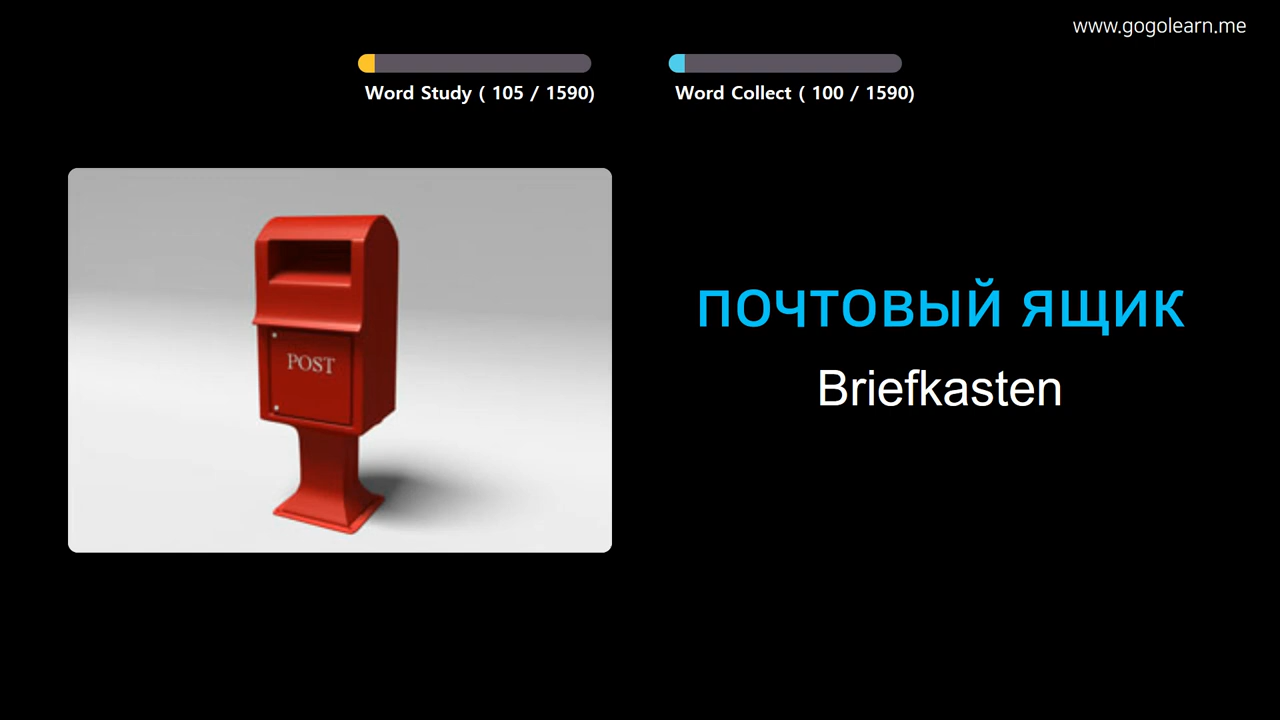 www.gogolearn.me
Word Study ( 105 / 1590)
Word Collect ( 100 / 1590)
POST
почтовый ящик
Briefkasten